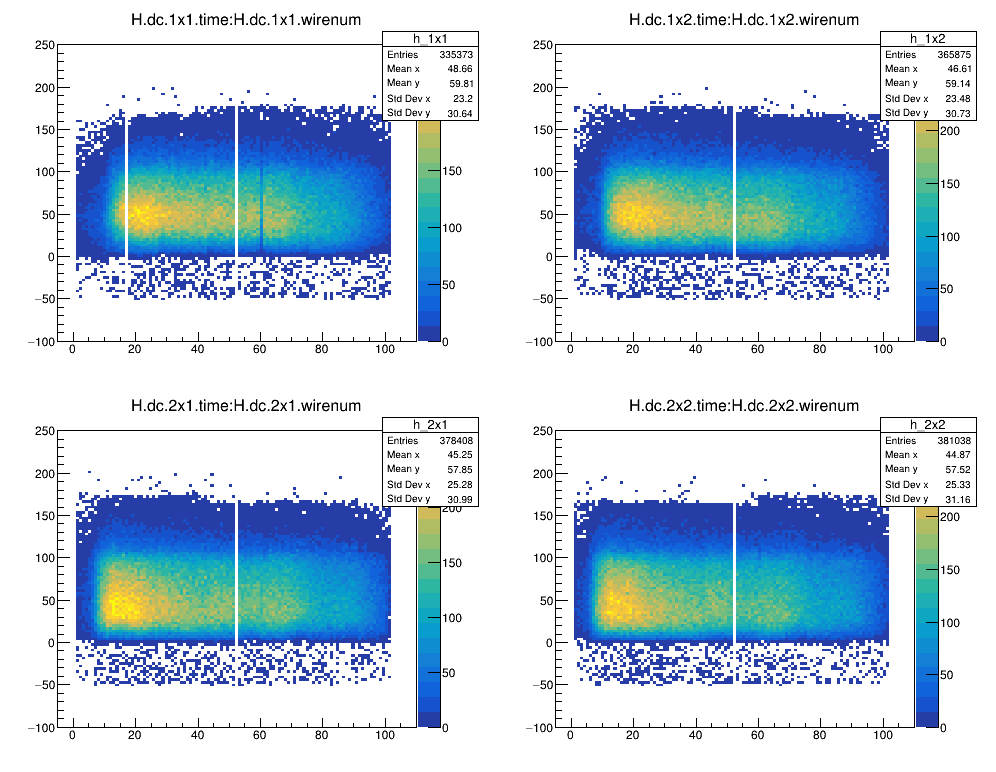 H.dc.1x1.time:H.dc.1x1.wirenum
h_1x1
Entries 335373
Mean x 48.66
Mean y 59.81
Std Dev x 23.2
Std Dev y 30.64
250
200
150
100
50
0
−50
−100
0 20 40 60 80 100
150
100
50
0
H.dc.1x2.time:H.dc.1x2.wirenum
h_1x2
Entries 365875
Mean x 46.61
Mean y 59.14
Std Dev x 23.48
Std Dev y 30.73
250
200
150
100
50
0
−50
−100
0 20 40 60 80 100
200
150
100
50
0
H.dc.2x1.time:H.dc.2x1.wirenum
h_2x1
Entries 378408
Mean x 45.25
Mean y 57.85
Std Dev x 25.28
Std Dev y 30.99
250
200
150
100
50
0
−50
−100
0 20 40 60 80 100
200
150
100
50
0
H.dc.2x2.time:H.dc.2x2.wirenum
h_2x2
Entries 381038
Mean x 44.87
Mean y 57.52
Std Dev x 25.33
Std Dev y 31.16
250
200
150
100
50
0
−50
−100
0 20 40 60 80 100
200
150
100
50
0